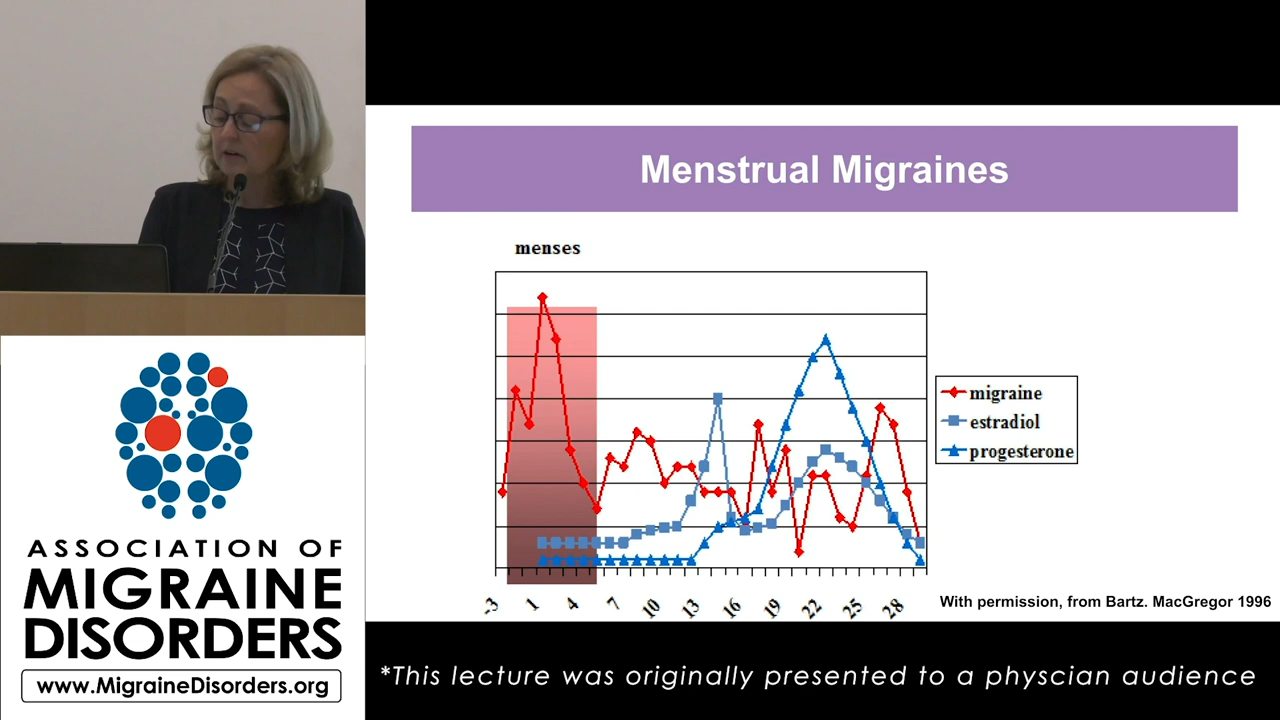 Menstrual Migraines
menses
migraine
estradiol
progesterone
-3 1 4 7 10 13 16 19 22 25 28
With permission, from Bartz. MacGregor 1996
ASSOCIATION OF
MIGRAINE
DISORDERS
www.MigraineDisorders.org
*This lecture was originally presented to a physcian audience